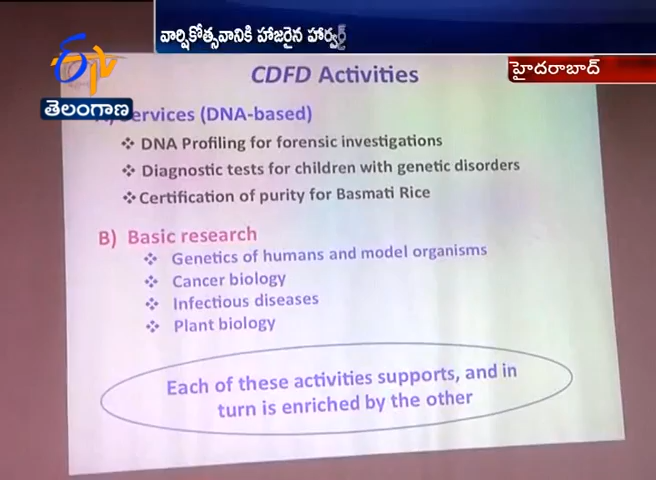 వార్షికోత్సవానికి హాజరైన హార్వర్డ్
హైదరాబాద్
etv
తెలంగాణ
CDFD Activities
ervices (DNA-based)
❖ DNA Profiling for forensic investigations
❖ Diagnostic tests for children with genetic disorders
❖ Certification of purity for Basmati Rice
B) Basic research
❖ Genetics of humans and model organisms
❖ Cancer biology
❖ Infectious diseases
❖ Plant biology
Each of these activities supports, and in
turn is enriched by the other